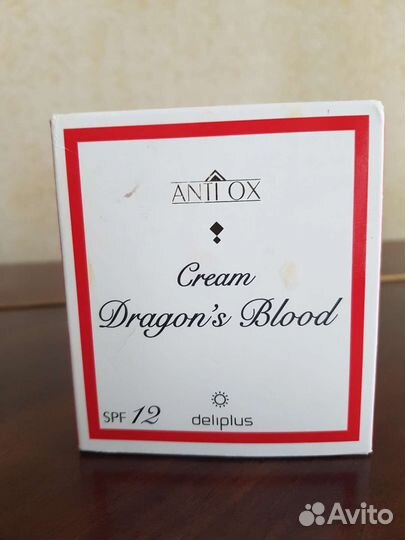 ANTI OX
Cream
Dragon's Blood
SPF 12
deliplus
Avito